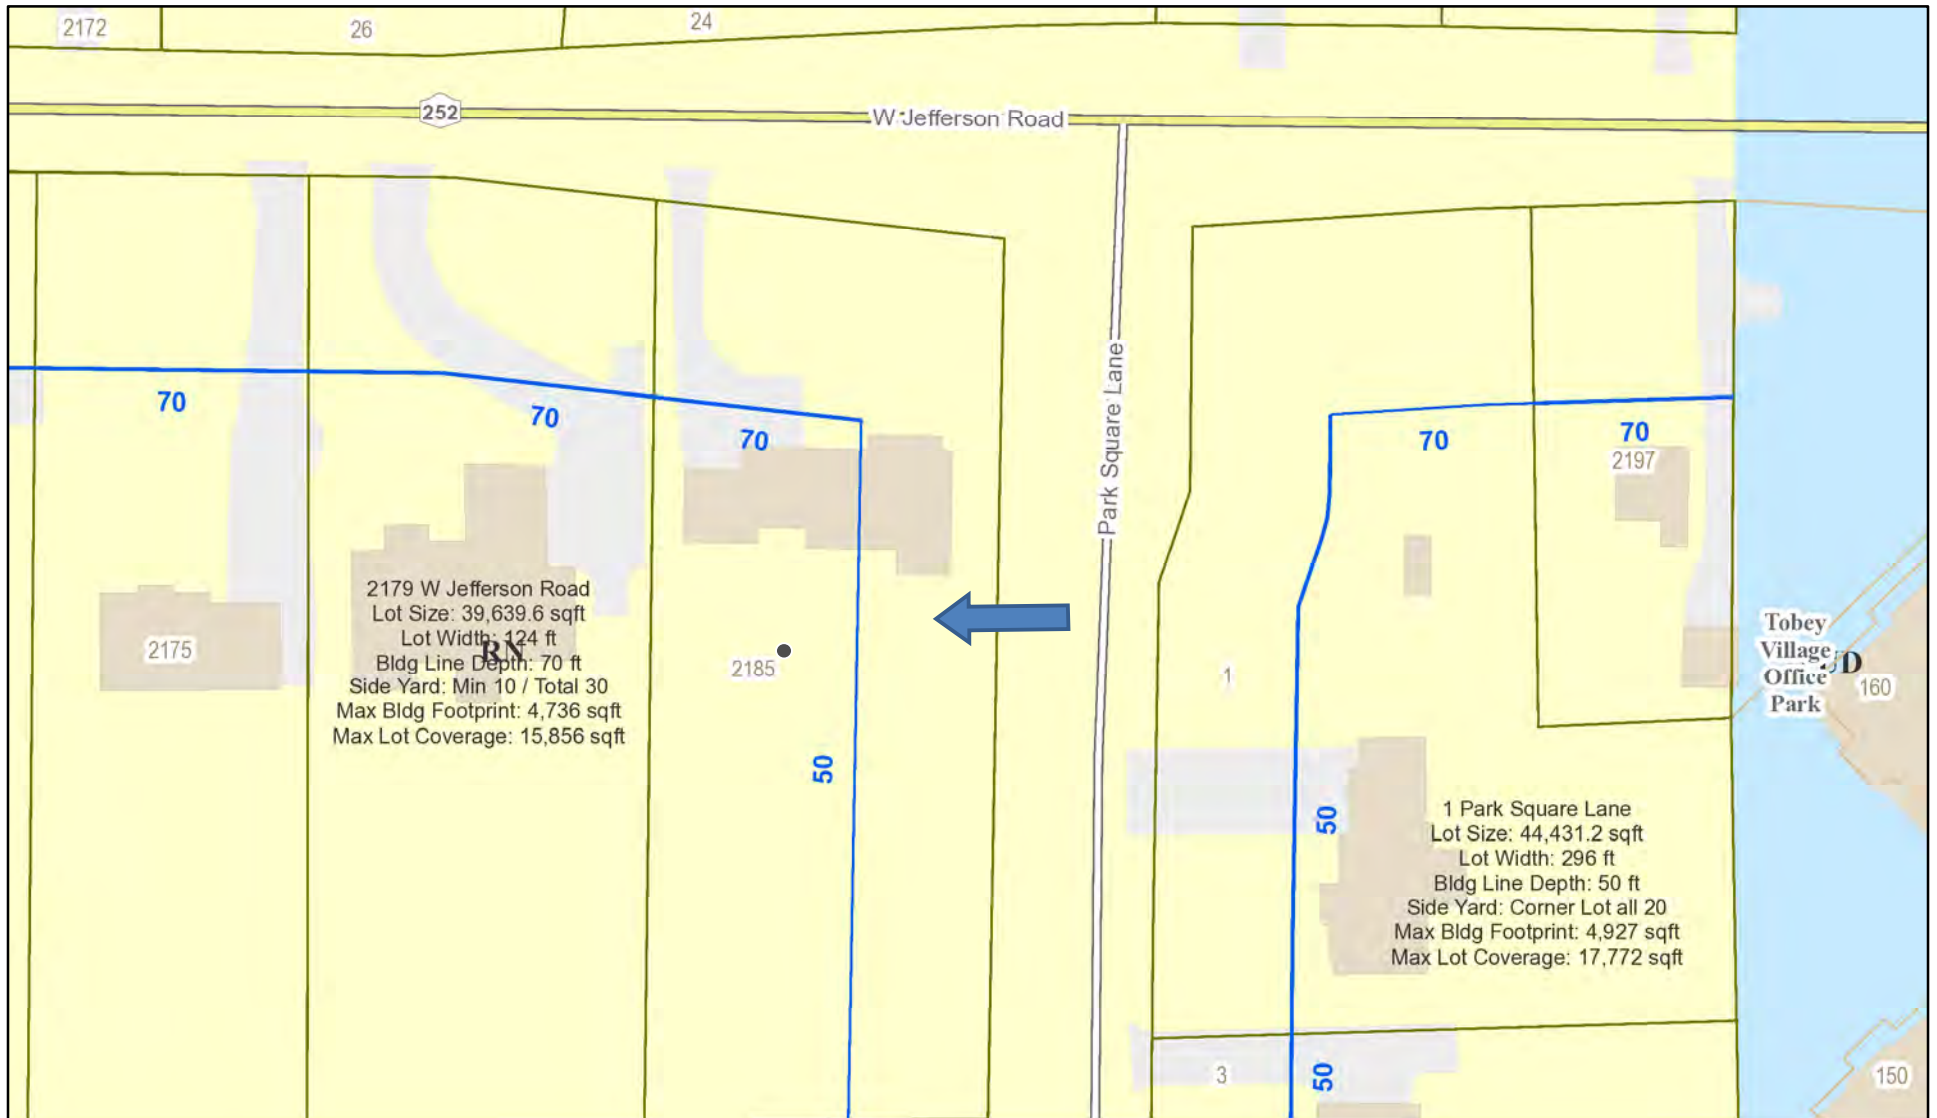 2172
26
24
252
W Jefferson Road
Park Square Lane
70
70
70
70
70
2197
2179 W Jefferson Road
Lot Size: 39,639.6 sqft
Lot Width: 124 ft
RN
Bldg Line Depth: 70 ft
Side Yard: Min 10 / Total 30
Max Bldg Footprint: 4,736 sqft
Max Lot Coverage: 15,856 sqft
2175
2185
1
Tobey
Village
Office
Park
160
50
50
1 Park Square Lane
Lot Size: 44,431.2 sqft
Lot Width: 296 ft
Bldg Line Depth: 50 ft
Side Yard: Corner Lot all 20
Max Bldg Footprint: 4,927 sqft
Max Lot Coverage: 17,772 sqft
3
50
150